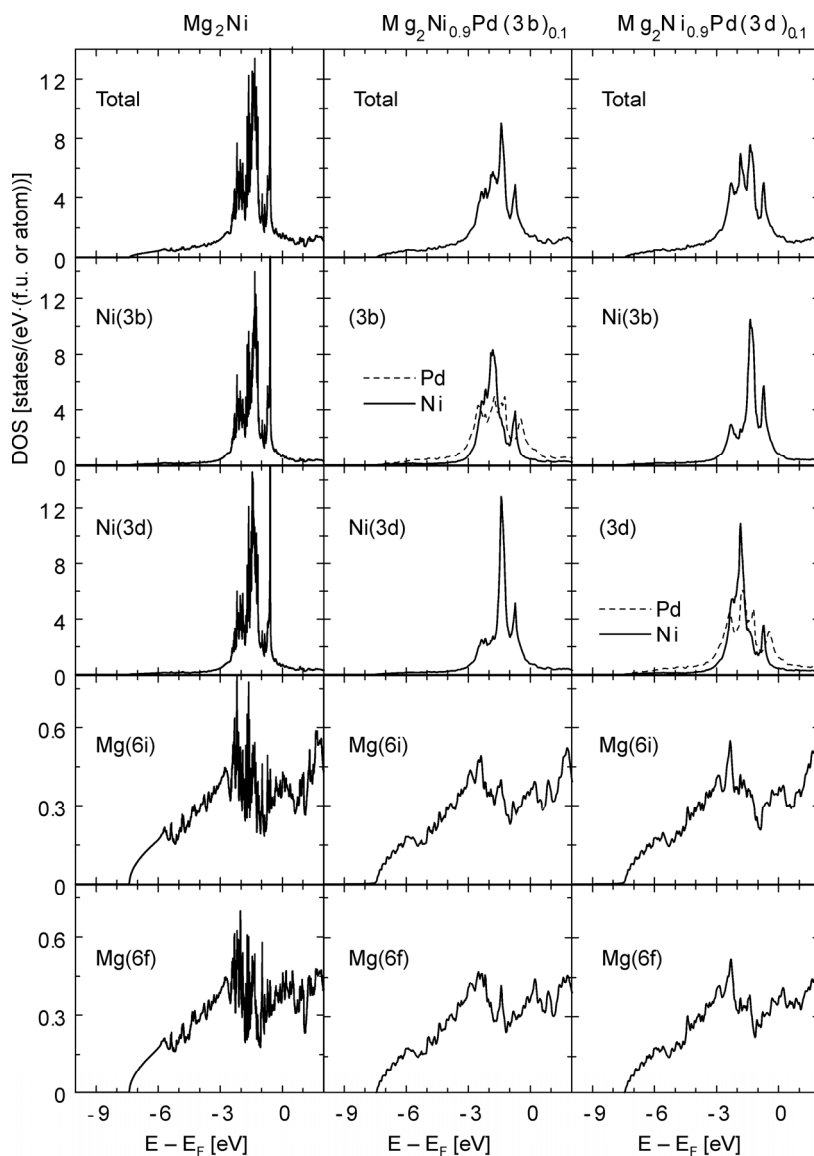 Mg₂Ni Mg₂Ni₀.₉Pd(3b)₀.₁ Mg₂Ni₀.₉Pd(3d)₀.₁
DOS [states/(eV·(f.u. or atom))]
12 Total Total Total
8
4
0
12 Ni(3b) (3b) Ni(3b)
8 Pd
4 Ni
0
12 Ni(3d) Ni(3d) (3d)
8
4 Pd
Ni
0
0.6 Mg(6i) Mg(6i) Mg(6i)
0.3
0
0.6 Mg(6f) Mg(6f) Mg(6f)
0.3
0
-9 -6 -3 0 -9 -6 -3 0 -9 -6 -3 0
E – E_F [eV] E – E_F [eV] E – E_F [eV]